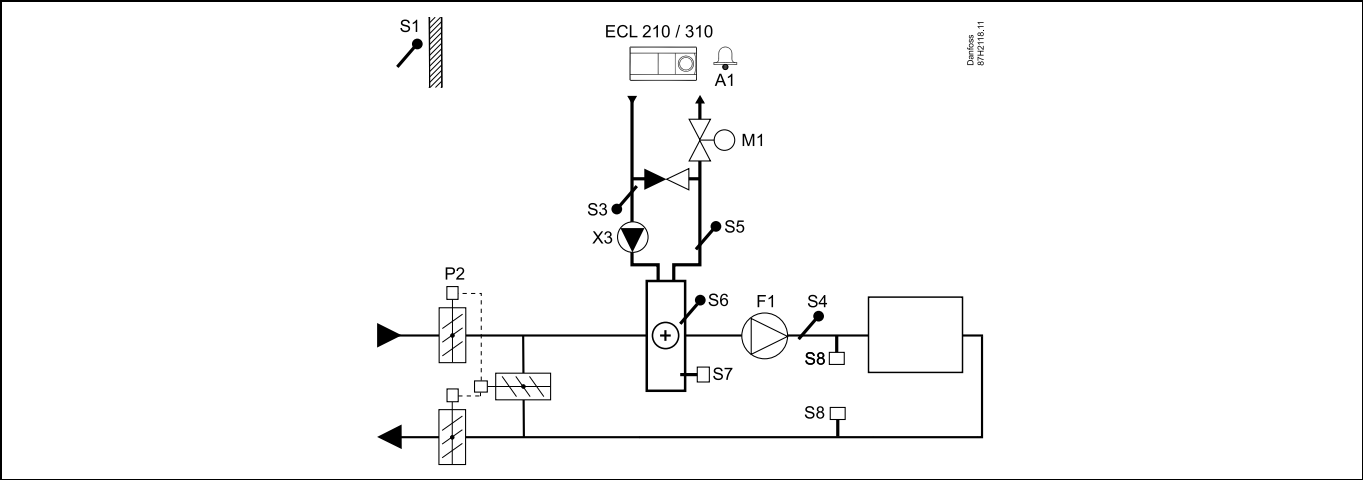 S1
ECL 210 / 310
A1
Danfoss
87H2118.11
M1
S3
X3
S5
P2
S6
F1
S4
S8
S7
S8